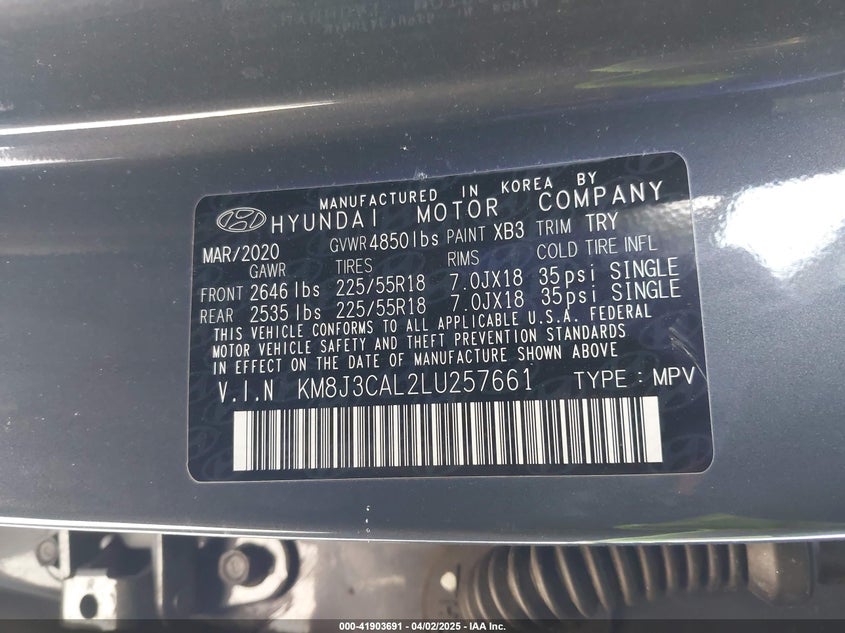 MANUFACTURED IN KOREA BY
HYUNDAI MOTOR COMPANY
MAR/2020 GVWR 4850 lbs PAINT XB3 TRIM TRY
GAWR TIRES RIMS COLD TIRE INFL
FRONT 2646 lbs 225/55R18 7.0JX18 35psi SINGLE
REAR 2535 lbs 225/55R18 7.0JX18 35psi SINGLE
THIS VEHICLE CONFORMS TO ALL APPLICABLE U.S.A. FEDERAL
MOTOR VEHICLE SAFETY AND THEFT PREVENTION STANDARDS
IN EFFECT ON THE DATE OF MANUFACTURE SHOWN ABOVE
V.I.N KM8J3CAL2LU257661 TYPE : MPV
000-41903691 - 04/02/2025 - IAA Inc.